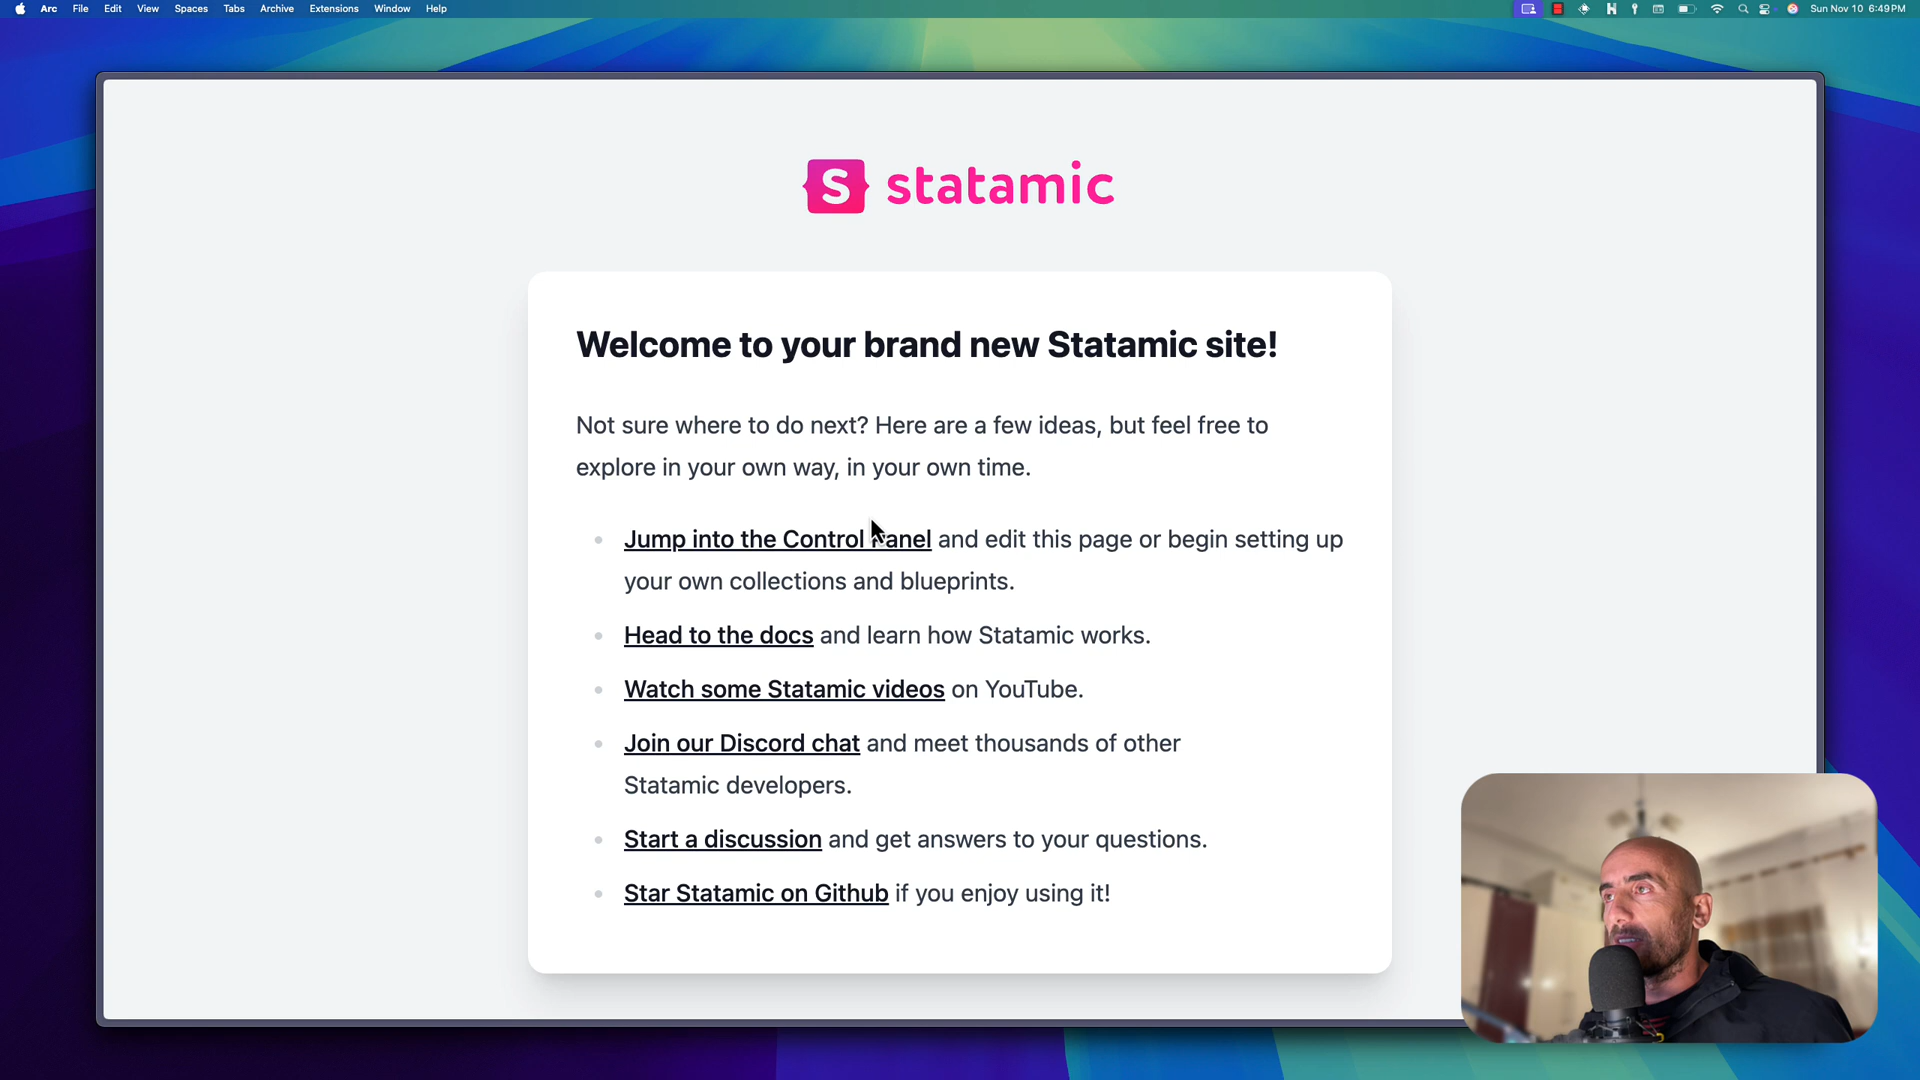 Arc File Edit View Spaces Tabs Archive Extensions Window Help Sun Nov 10 6:49 PM
S statamic
Welcome to your brand new Statamic site!
Not sure where to do next? Here are a few ideas, but feel free to
explore in your own way, in your own time.
Jump into the Control Panel and edit this page or begin setting up
your own collections and blueprints.
Head to the docs and learn how Statamic works.
Watch some Statamic videos on YouTube.
Join our Discord chat and meet thousands of other
Statamic developers.
Start a discussion and get answers to your questions.
Star Statamic on Github if you enjoy using it!